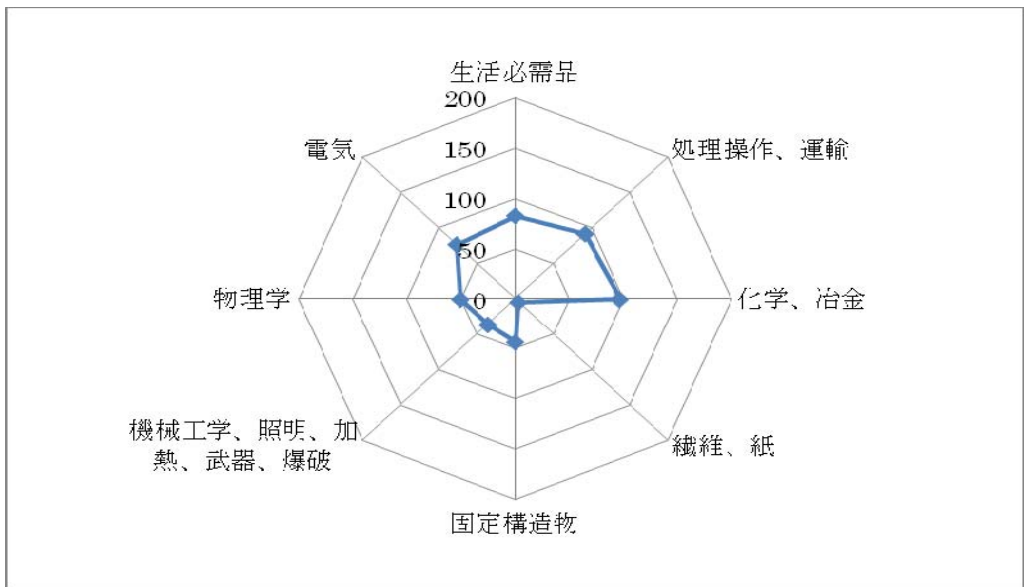 生活必需品
200
150
100
50
0
処理操作、運輸
化学、冶金
繊維、紙
固定構造物
機械工学、照明、加
熱、武器、爆破
物理学
電気